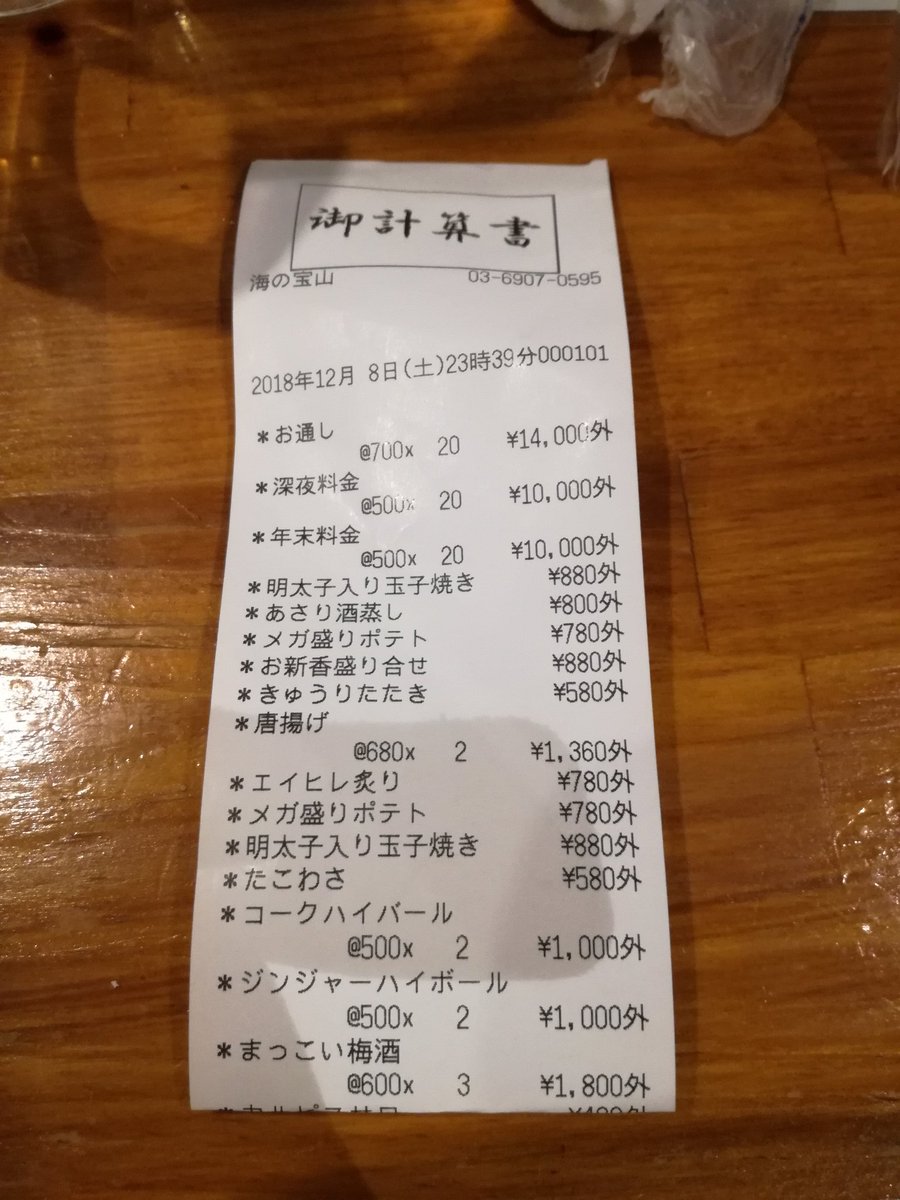 御計算書
海の宝山 03-6907-0595
2018年12月 8日(土)23時39分000101
*お通し
@700x 20 ¥14,000外
*深夜料金
@500x 20 ¥10,000外
*年末料金
@500x 20 ¥10,000外
*明太子入り玉子焼き ¥880外
*あさり酒蒸し ¥800外
*メガ盛りポテト ¥780外
*お新香盛り合せ ¥880外
*きゅうりたたき ¥580外
*唐揚げ
@680x 2 ¥1,360外
*エイヒレ炙り ¥780外
*メガ盛りポテト ¥780外
*明太子入り玉子焼き ¥880外
*たこわさ ¥580外
*コークハイバール
@500x 2 ¥1,000外
*ジンジャーハイボール
@500x 2 ¥1,000外
*まっこい梅酒
@600x 3 ¥1,800外